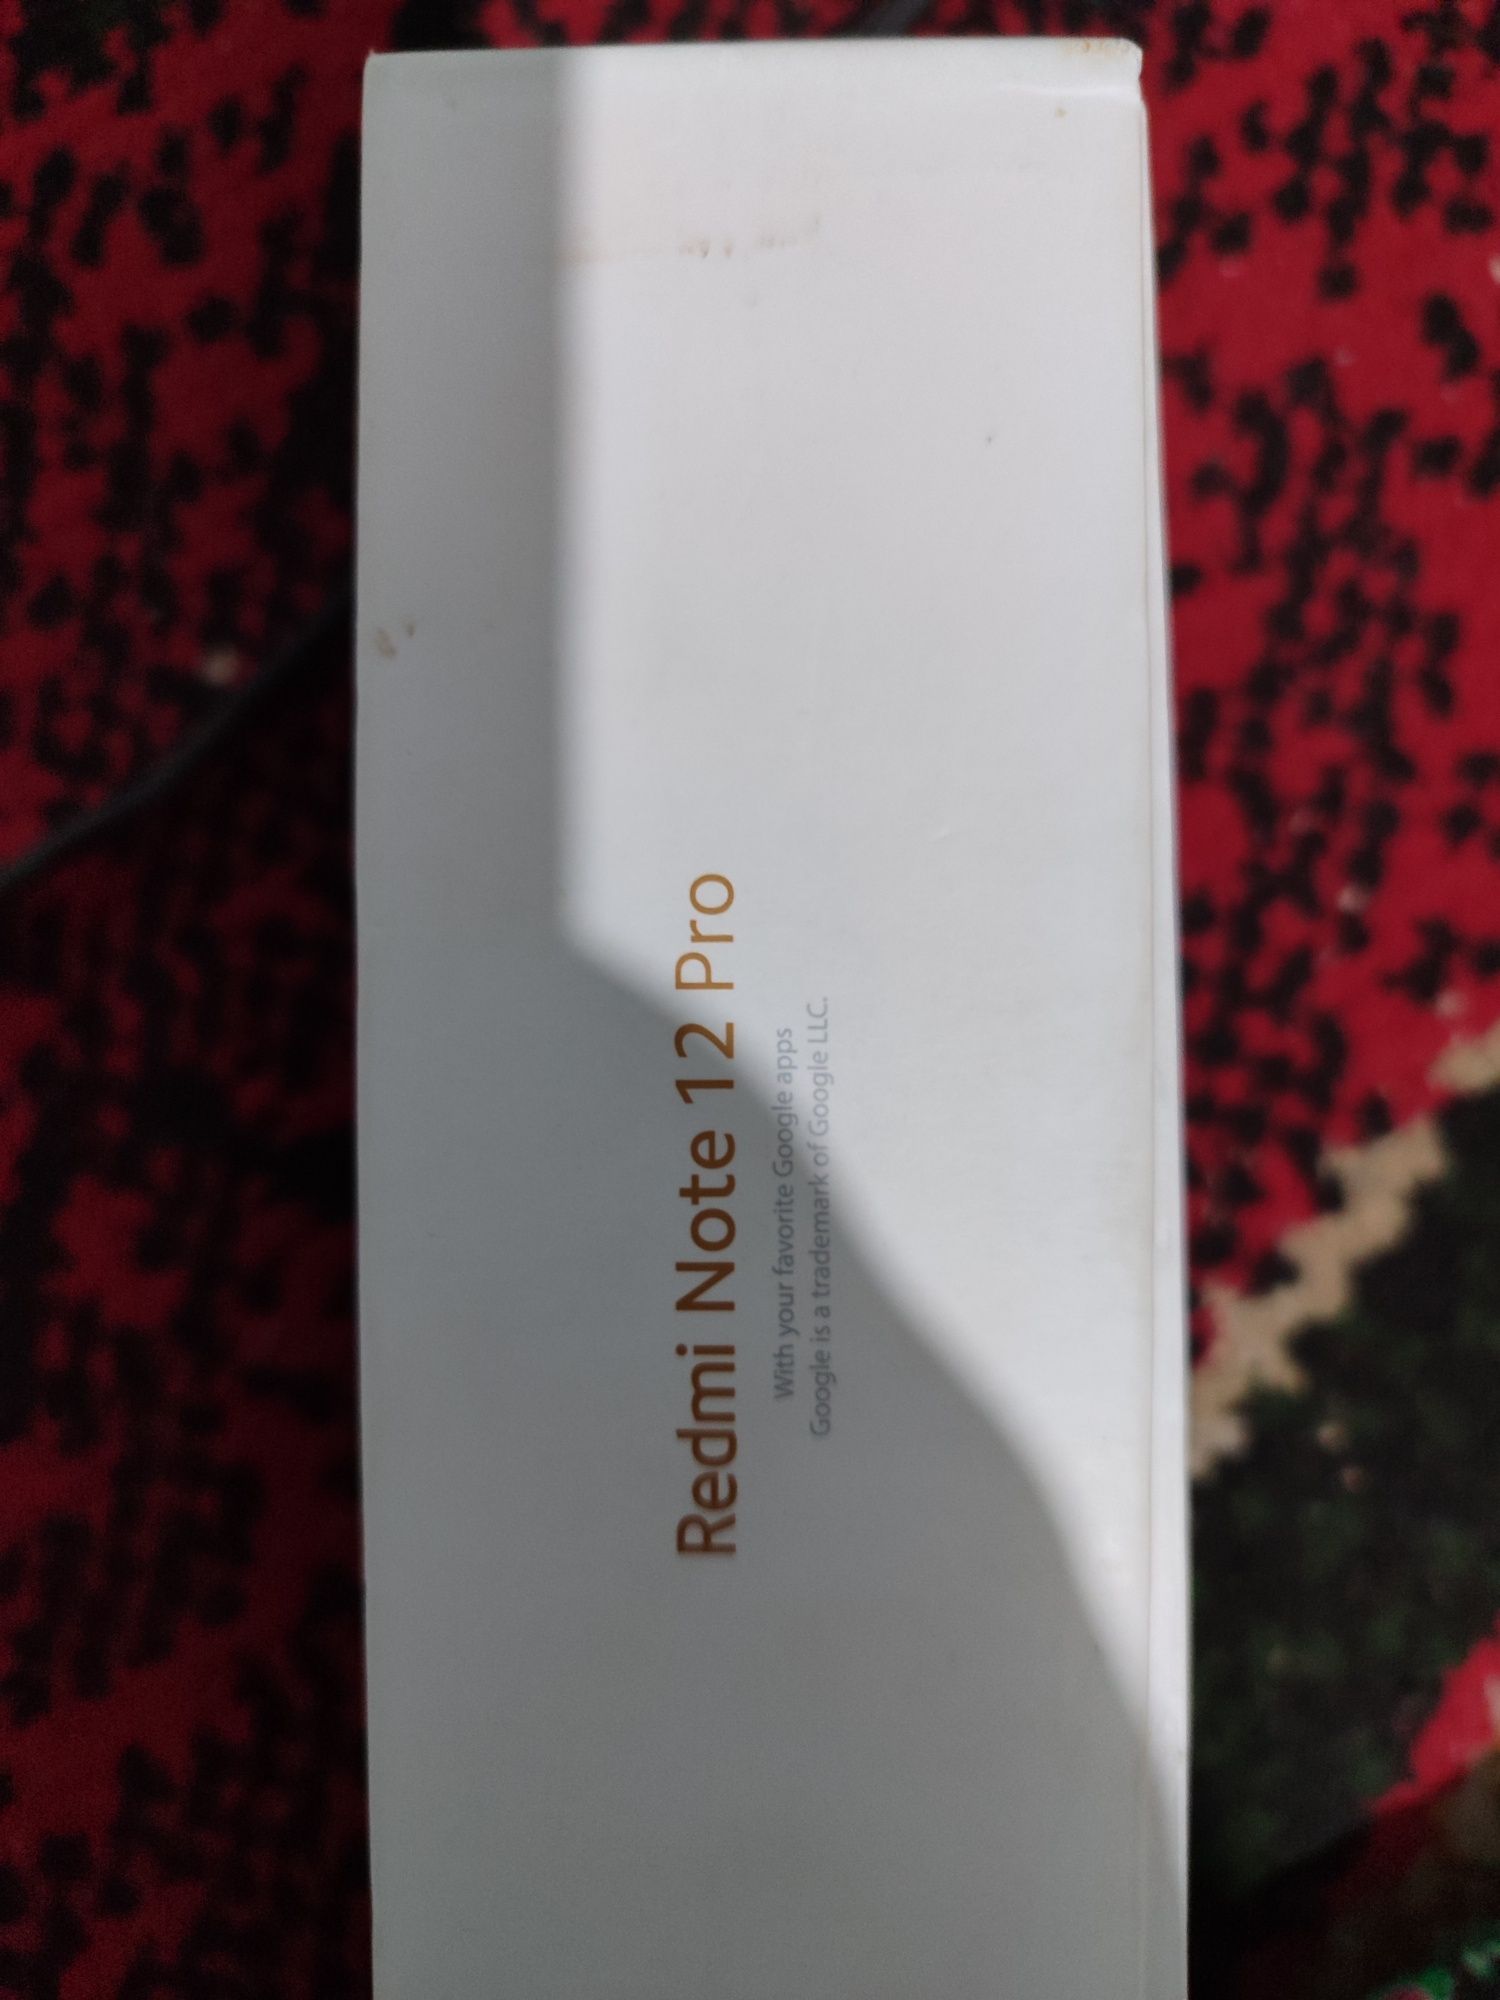 Redmi Note 12 Pro
With your favorite Google apps
Google is a trademark of Google LLC.